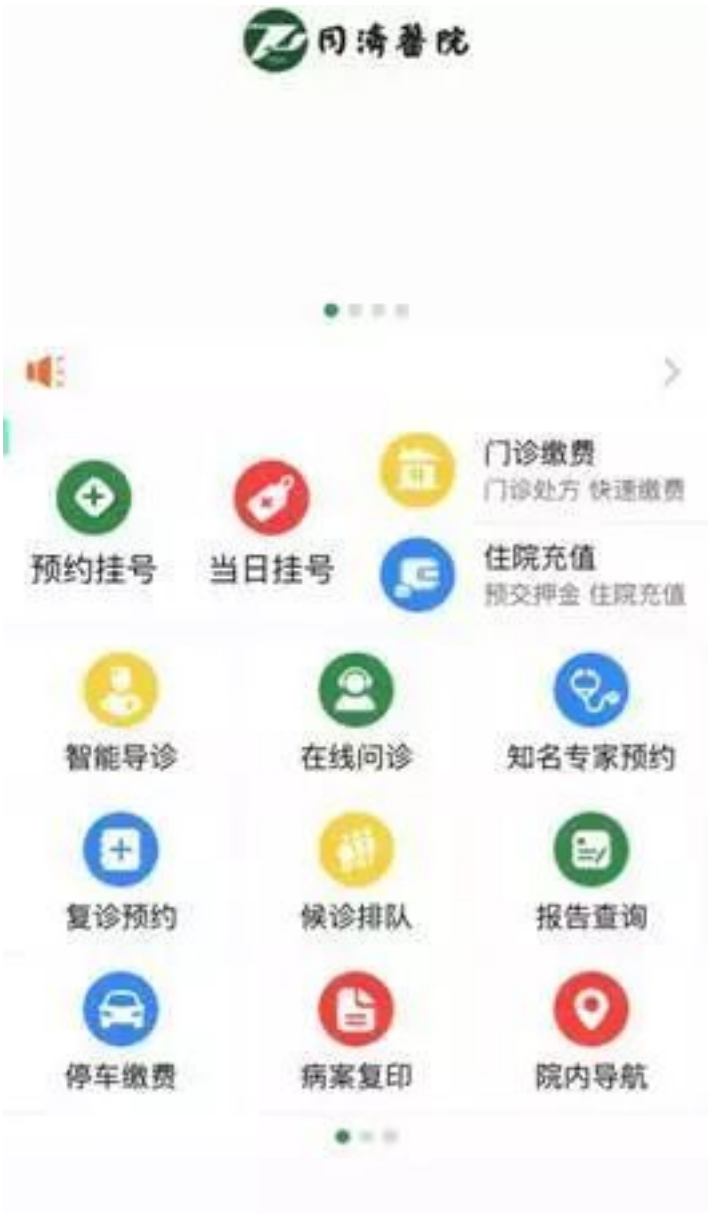 同濟醫院
门诊缴费
门诊处方 快速缴费
预约挂号
当日挂号
住院充值
预交押金 住院充值
智能导诊
在线问诊
知名专家预约
复诊预约
候诊排队
报告查询
停车缴费
病案复印
院内导航